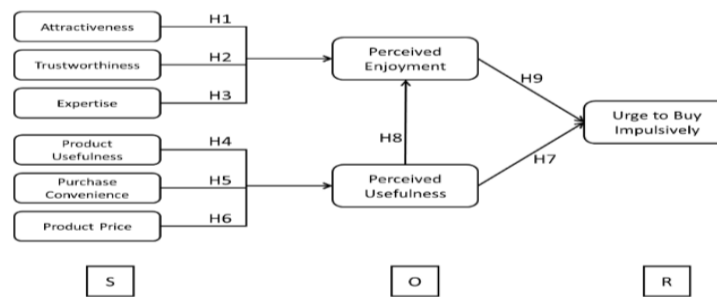 Attractiveness
H1
Trustworthiness
H2
Expertise
H3
Perceived
Enjoyment
H9
Urge to Buy
Impulsively
Product
Usefulness
H4
H8
Purchase
Convenience
H5
Perceived
Usefulness
H7
Product Price
H6
S
O
R